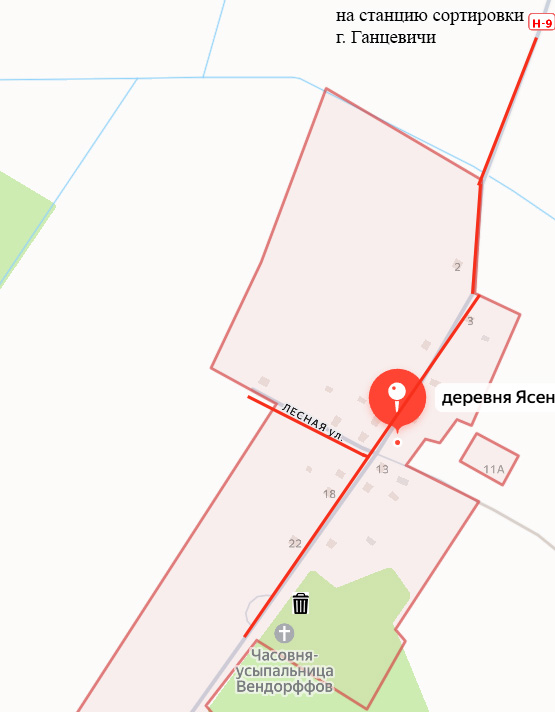 на станцию сортировки
г. Ганцевичи
Н-9
2
3
деревня Ясен
ЛЕСНАЯ ул.
13
11А
18
22
Часовня-
усыпальница
Вендорффов